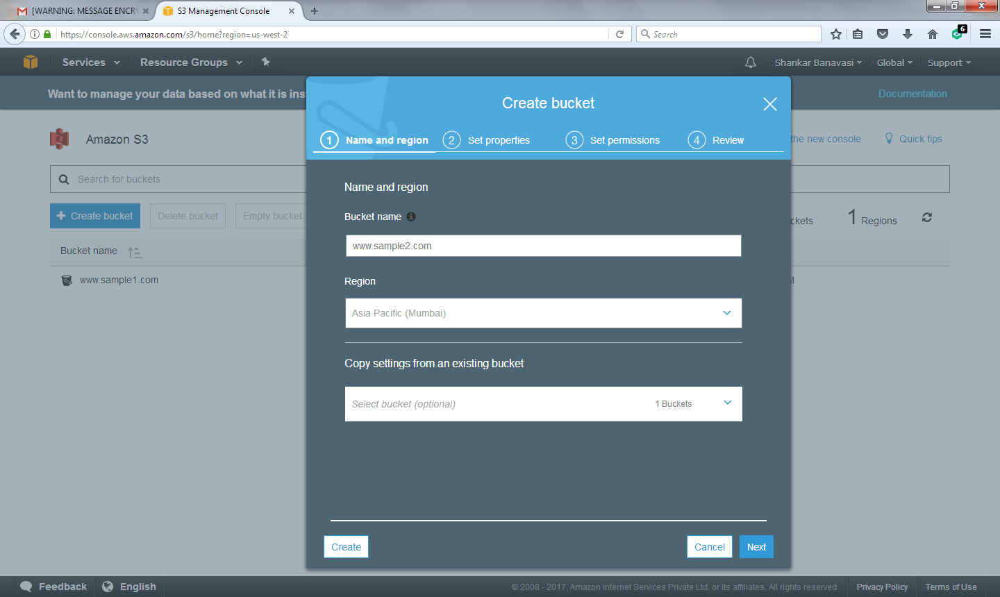 [WARNING: MESSAGE ENCRY
S3 Management Console
https://console.aws.amazon.com/s3/home?region=us-west-2
Search
6
Services
Resource Groups
Shankar Banavasi
Global
Support
Want to manage your data based on what it is ins
Documentation
Amazon S3
the new console
Quick tips
Search for buckets
Create bucket
Delete bucket
Empty bucket
ckets
1 Regions
Bucket name
www.sample1.com
M
Create bucket
1 Name and region
2 Set properties
3 Set permissions
4 Review
Name and region
Bucket name
www.sample2.com
Region
Asia Pacific (Mumbai)
Copy settings from an existing bucket
Select bucket (optional)
1 Buckets
Create
Cancel
Next
Feedback
English
© 2008 - 2017, Amazon Internet Services Private Ltd. or its affiliates. All rights reserved.
Privacy Policy
Terms of Use